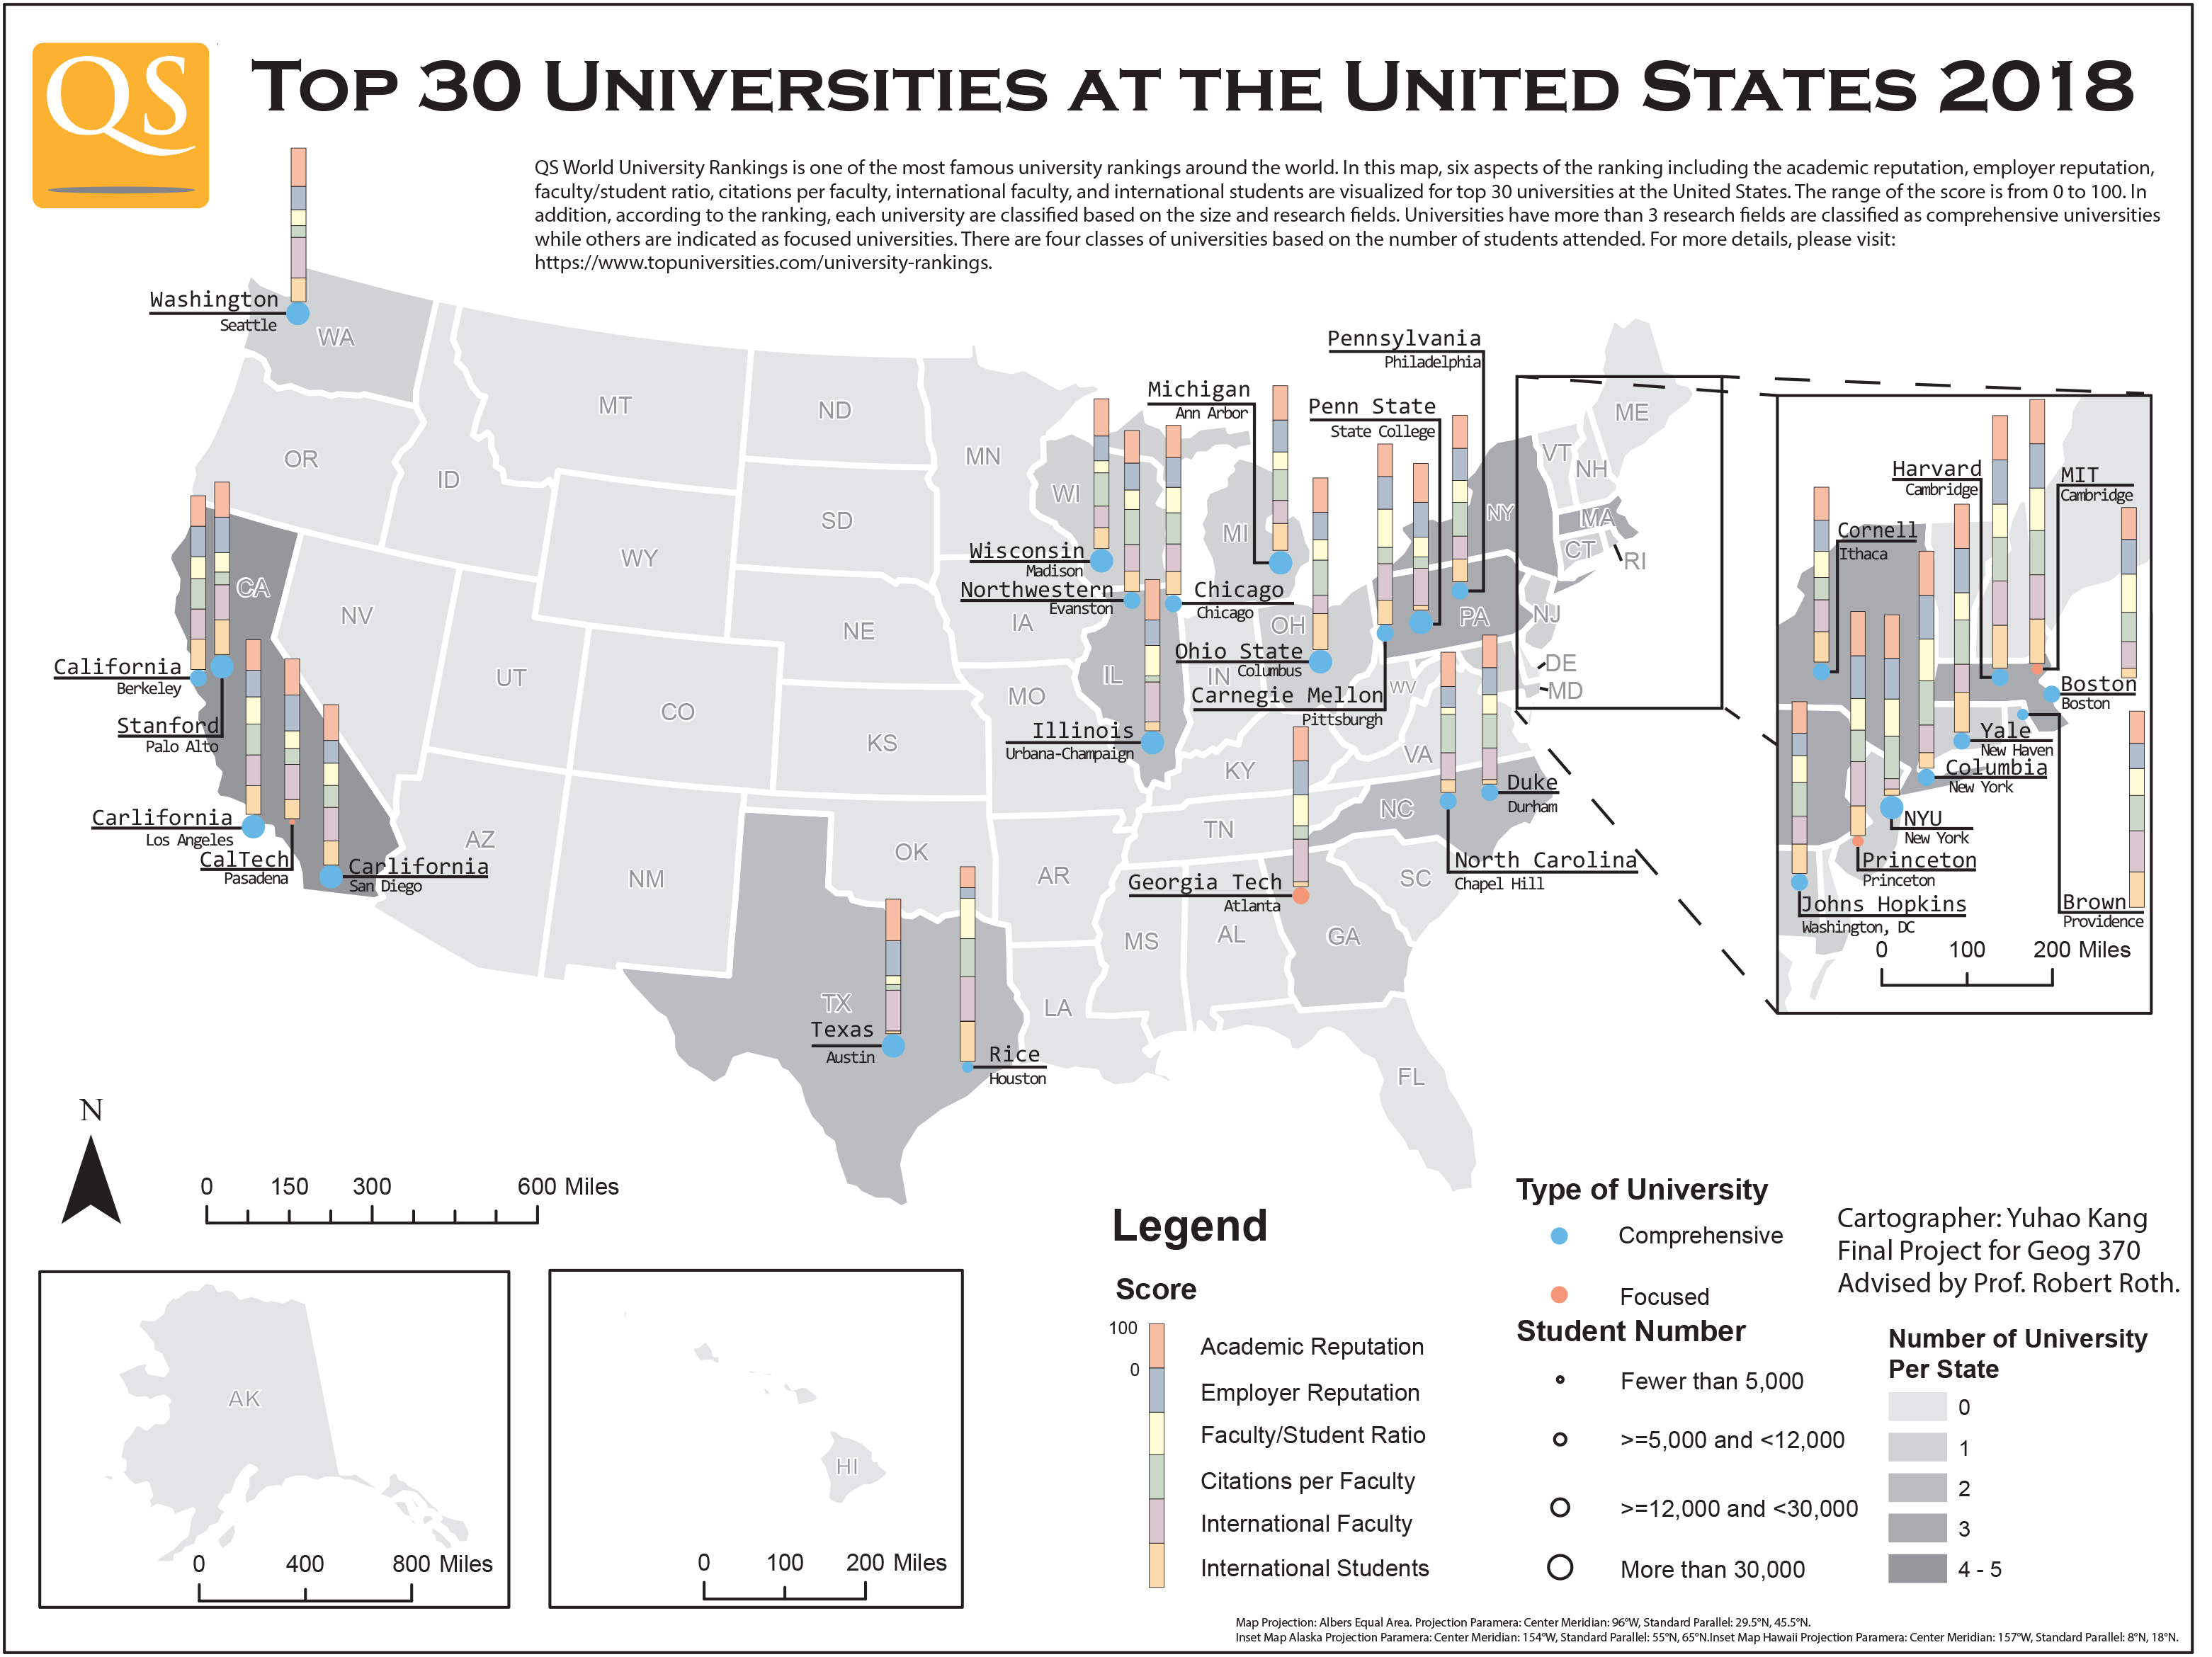 QS
TOP 30 UNIVERSITIES AT THE UNITED STATES 2018
QS World University Rankings is one of the most famous university rankings around the world. In this map, six aspects of the ranking including the academic reputation, employer reputation,
faculty/student ratio, citations per faculty, international faculty, and international students are visualized for top 30 universities at the United States. The range of the score is from 0 to 100. In
addition, according to the ranking, each university are classified based on the size and research fields. Universities have more than 3 research fields are classified as comprehensive universities
while others are indicated as focused universities. There are four classes of universities based on the number of students attended. For more details, please visit:
https://www.topuniversities.com/university-rankings.
Washington
Seattle
WA
OR
ID
MT
ND
MN
SD
WY
NE
IA
WI
MI
CA
NV
UT
CO
KS
MO
IL
IN
OH
KY
WV
VA
PA
NY
VT
NH
ME
MA
CT
RI
NJ
DE
MD
AZ
NM
OK
AR
TN
NC
SC
MS
AL
GA
LA
TX
FL
California
Berkeley
Stanford
Palo Alto
Carlifornia
Los Angeles
CalTech
Pasadena
Carlifornia
San Diego
Wisconsin
Madison
Northwestern
Evanston
Chicago
Chicago
Michigan
Ann Arbor
Illinois
Urbana-Champaign
Ohio State
Columbus
Carnegie Mellon
Pittsburgh
Penn State
State College
Pennsylvania
Philadelphia
Georgia Tech
Atlanta
North Carolina
Chapel Hill
Duke
Durham
Texas
Austin
Rice
Houston
Cornell
Ithaca
Harvard
Cambridge
MIT
Cambridge
Boston
Boston
Yale
New Haven
Columbia
New York
NYU
New York
Princeton
Princeton
Johns Hopkins
Washington, DC
Brown
Providence
0 100 200 Miles
N
0 150 300 600 Miles
AK
0 400 800 Miles
HI
0 100 200 Miles
Legend
Score
100
0
Academic Reputation
Employer Reputation
Faculty/Student Ratio
Citations per Faculty
International Faculty
International Students
Type of University
Comprehensive
Focused
Student Number
Fewer than 5,000
>=5,000 and <12,000
>=12,000 and <30,000
More than 30,000
Cartographer: Yuhao Kang
Final Project for Geog 370
Advised by Prof. Robert Roth.
Number of University
Per State
0
1
2
3
4 - 5
Map Projection: Albers Equal Area. Projection Paramera: Center Meridian: 96°W, Standard Parallel: 29.5°N, 45.5°N.
Inset Map Alaska Projection Paramera: Center Meridian: 154°W, Standard Parallel: 55°N, 65°N.Inset Map Hawaii Projection Paramera: Center Meridian: 157°W, Standard Parallel: 8°N, 18°N.